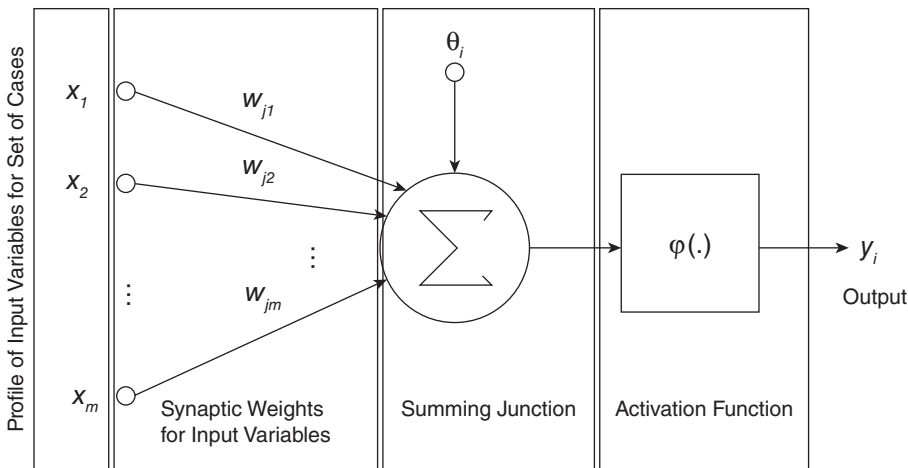 Profile of Input Variables for Set of Cases
x1
x2
⋮
xm
wj1
wj2
⋮
wjm
Synaptic Weights
for Input Variables
θi
Σ
Summing Junction
φ(.)
Activation Function
yi
Output